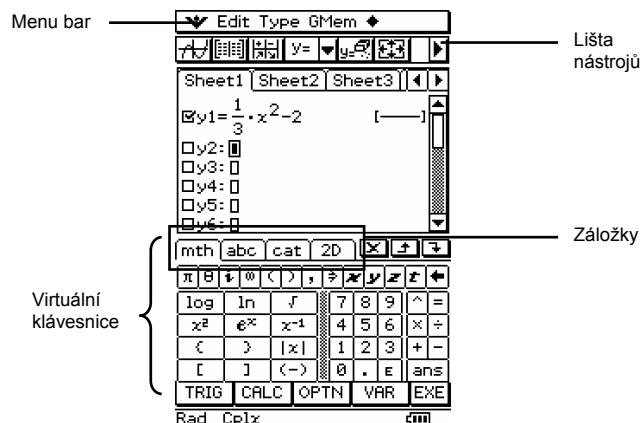 Menu bar
Edit Type GMem ◆
Lišta
nástrojů
y= ▼ y=
Sheet1 Sheet2 Sheet3
y1=1/3·x²-2 [—]
y2:
y3:
y4:
y5:
y6:
Záložky
mth abc cat 2D
Virtuální
klávesnice
π θ i ∞ ( ) , ⇒ x y z t ←
log ln √ 7 8 9 ^ =
x² eˣ x⁻¹ 4 5 6 × ÷
( ) |x| 1 2 3 + -
[ ] (-) 0 . E ans
TRIG CALC OPTN VAR EXE
Rad Cplx